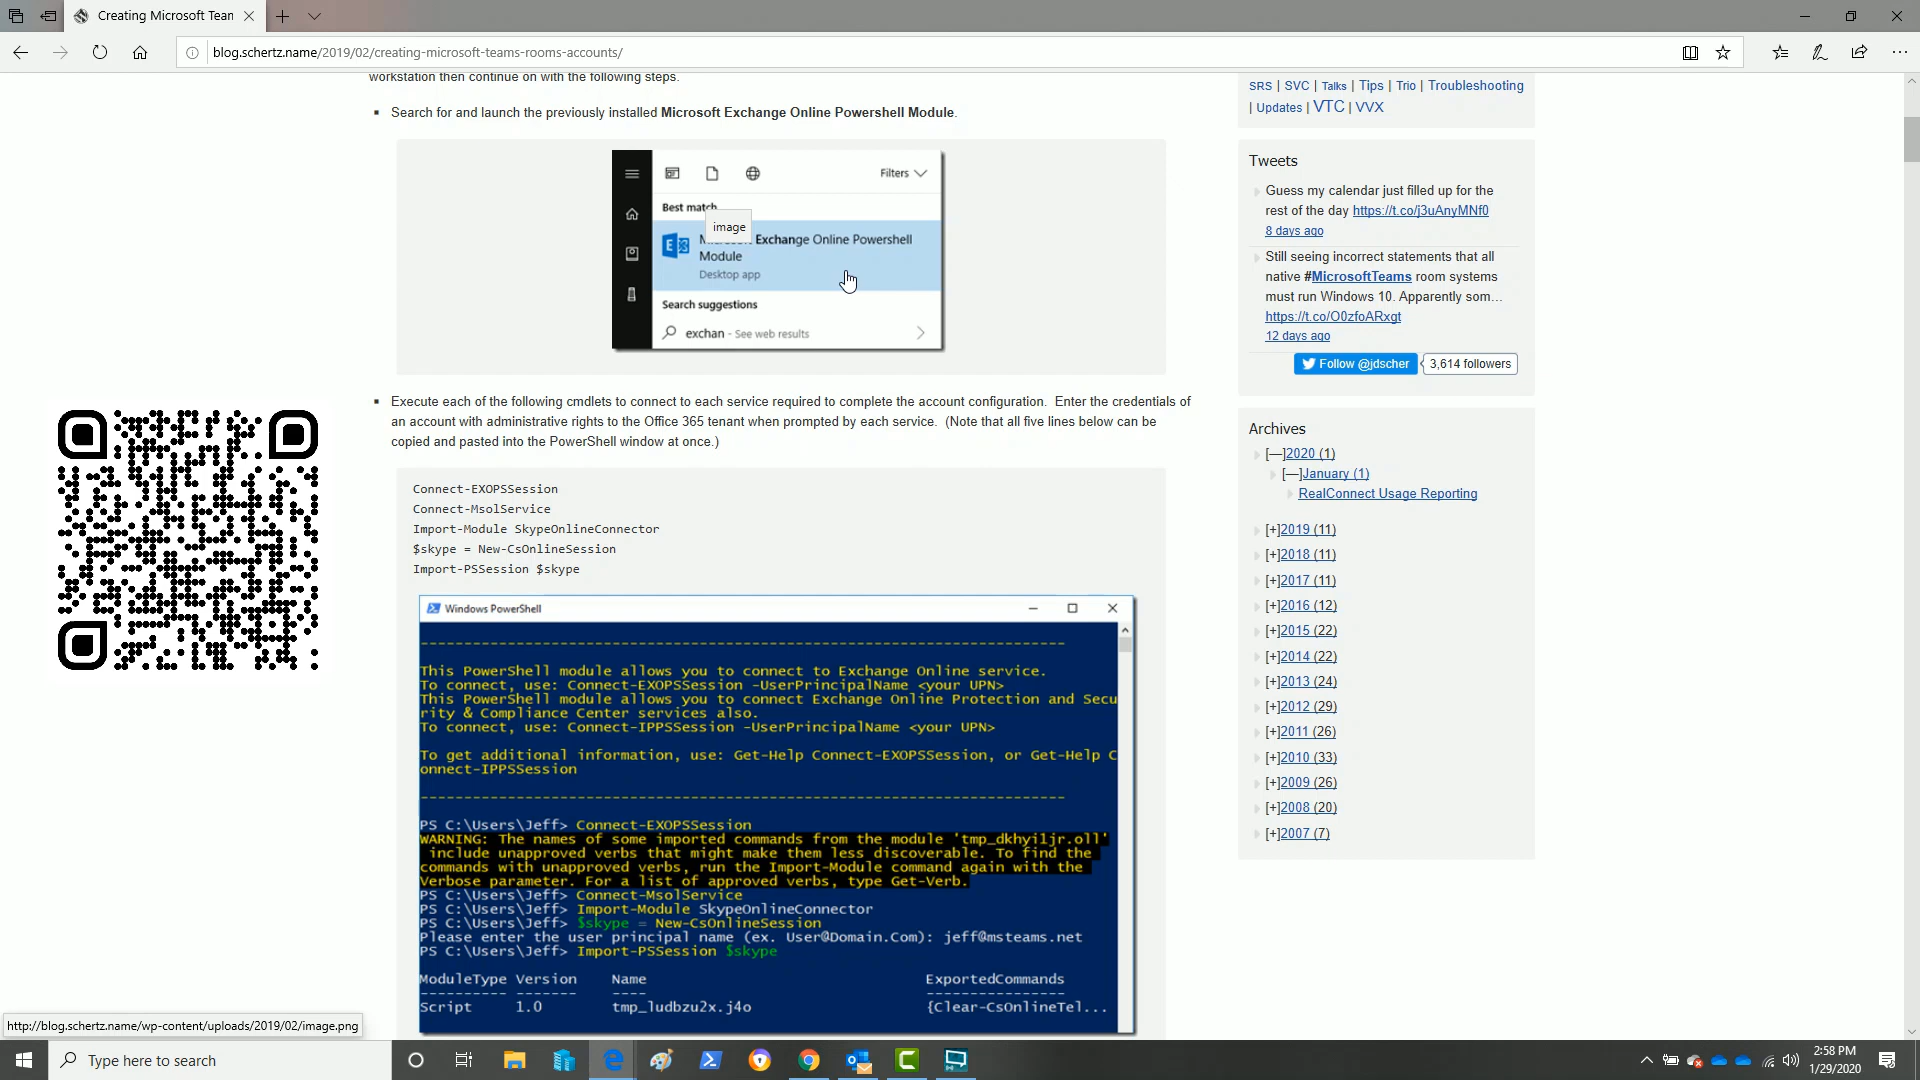 Creating Microsoft Tean
blog.schertz.name/2019/02/creating-microsoft-teams-rooms-accounts/
workstation then continue on with the following steps.
Search for and launch the previously installed Microsoft Exchange Online Powershell Module.
Filters
Best match
image
Exchange Online Powershell
Module
Desktop app
Search suggestions
exchan - See web results
Execute each of the following cmdlets to connect to each service required to complete the account configuration. Enter the credentials of
an account with administrative rights to the Office 365 tenant when prompted by each service. (Note that all five lines below can be
copied and pasted into the PowerShell window at once.)
Connect-EXOPSSession
Connect-MsolService
Import-Module SkypeOnlineConnector
$skype = New-CsOnlineSession
Import-PSSession $skype
Windows PowerShell
This PowerShell module allows you to connect to Exchange Online service.
To connect, use: Connect-EXOPSSession -UserPrincipalName <your UPN>
This PowerShell module allows you to connect Exchange Online Protection and Secu
rity & Compliance Center services also.
To connect, use: Connect-IPPSSession -UserPrincipalName <your UPN>
To get additional information, use: Get-Help Connect-EXOPSSession, or Get-Help C
onnect-IPPSSession
PS C:\Users\Jeff> Connect-EXOPSSession
WARNING: The names of some imported commands from the module 'tmp_dkhyi1jr.oll'
include unapproved verbs that might make them less discoverable. To find the
commands with unapproved verbs, run the Import-Module command again with the
Verbose parameter. For a list of approved verbs, type Get-Verb.
PS C:\Users\Jeff> Connect-MsolService
PS C:\Users\Jeff> Import-Module SkypeOnlineConnector
PS C:\Users\Jeff> $skype = New-CsOnlineSession
Please enter the user principal name (ex. User@Domain.Com): jeff@msteams.net
PS C:\Users\Jeff> Import-PSSession $skype
ModuleType Version Name ExportedCommands
Script 1.0 tmp_ludbzu2x.j4o {Clear-CsOnlineTel...
SRS | SVC | Talks | Tips | Trio | Troubleshooting
| Updates | VTC | VVX
Tweets
Guess my calendar just filled up for the
rest of the day https://t.co/j3uAnyMNf0
8 days ago
Still seeing incorrect statements that all
native #MicrosoftTeams room systems
must run Windows 10. Apparently som…
https://t.co/O0zfoARxgt
12 days ago
Follow @jdscher 3,614 followers
Archives
[—]2020 (1)
[—]January (1)
RealConnect Usage Reporting
[+]2019 (11)
[+]2018 (11)
[+]2017 (11)
[+]2016 (12)
[+]2015 (22)
[+]2014 (22)
[+]2013 (24)
[+]2012 (29)
[+]2011 (26)
[+]2010 (33)
[+]2009 (26)
[+]2008 (20)
[+]2007 (7)
http://blog.schertz.name/wp-content/uploads/2019/02/image.png
Type here to search
2:58 PM
1/29/2020